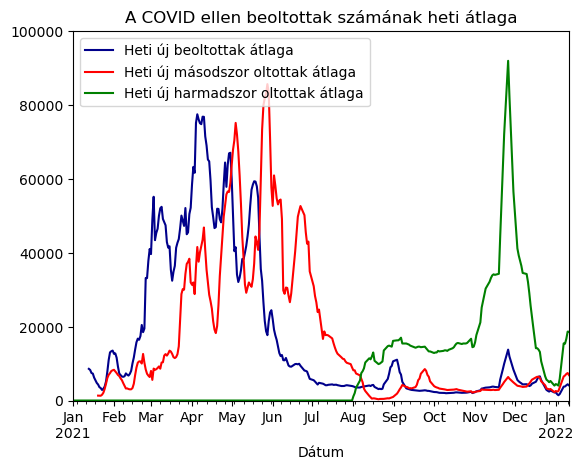 A COVID ellen beoltottak számának heti átlaga
Heti új beoltottak átlaga
Heti új másodszor oltottak átlaga
Heti új harmadszor oltottak átlaga
100000
80000
60000
40000
20000
0
Jan Feb Mar Apr May Jun Jul Aug Sep Oct Nov Dec Jan
2021 2022
Dátum